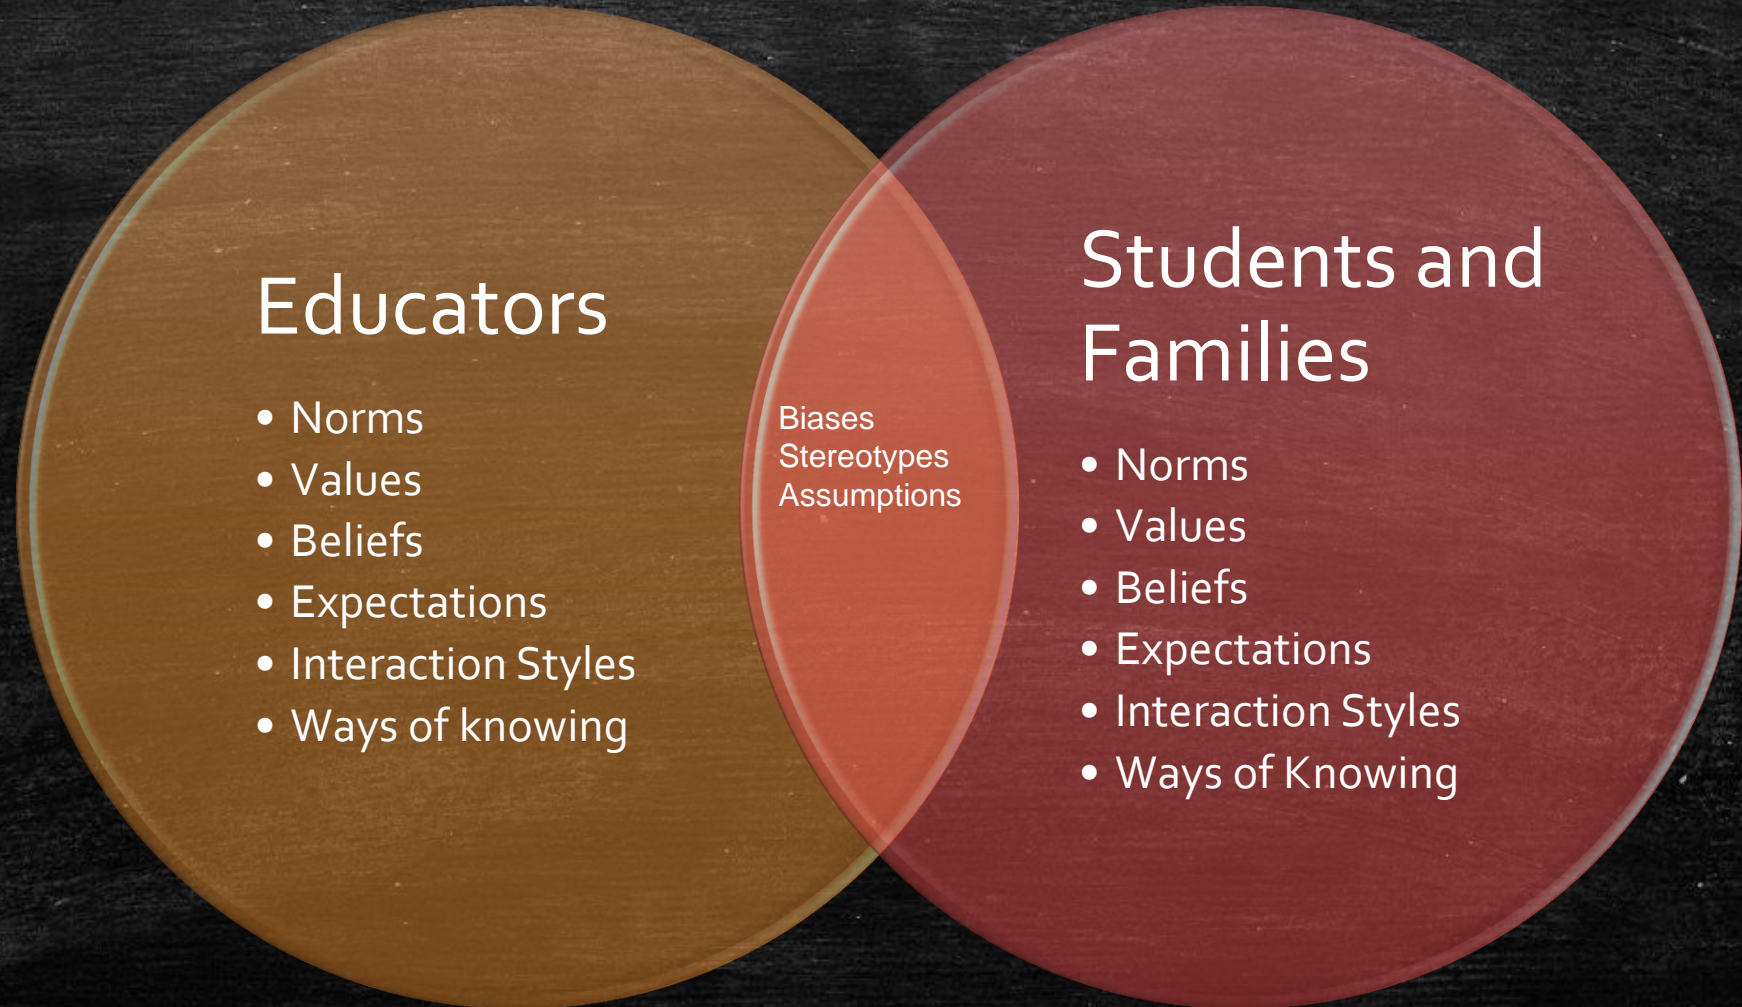 Educators
• Norms
• Values
• Beliefs
• Expectations
• Interaction Styles
• Ways of knowing
Biases
Stereotypes
Assumptions
Students and
Families
• Norms
• Values
• Beliefs
• Expectations
• Interaction Styles
• Ways of Knowing